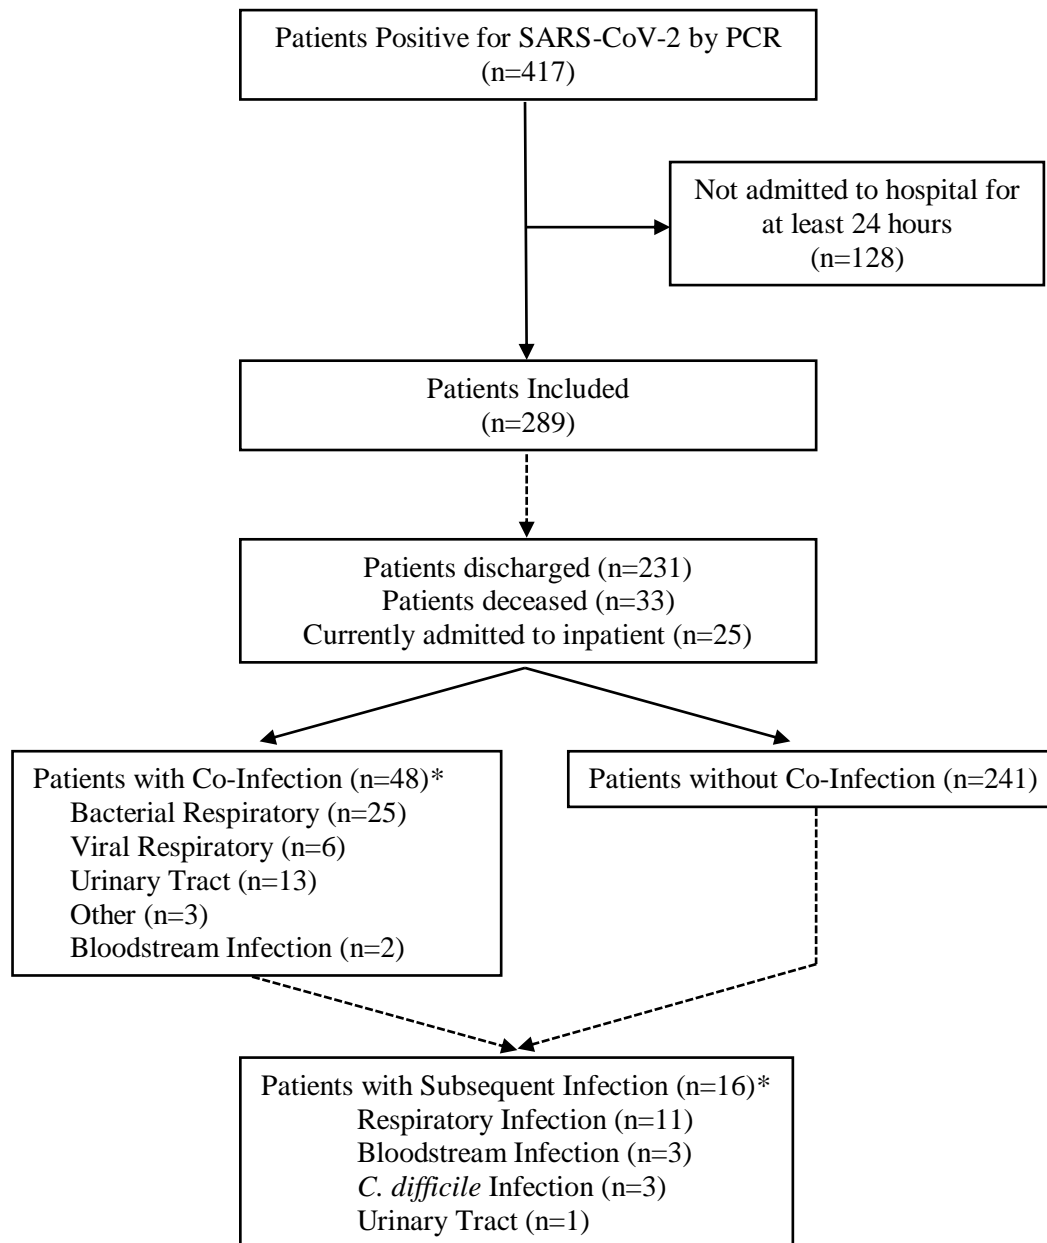 Patients Positive for SARS-CoV-2 by PCR
(n=417)
Not admitted to hospital for
at least 24 hours
(n=128)
Patients Included
(n=289)
Patients discharged (n=231)
Patients deceased (n=33)
Currently admitted to inpatient (n=25)
Patients with Co-Infection (n=48)*
Bacterial Respiratory (n=25)
Viral Respiratory (n=6)
Urinary Tract (n=13)
Other (n=3)
Bloodstream Infection (n=2)
Patients without Co-Infection (n=241)
Patients with Subsequent Infection (n=16)*
Respiratory Infection (n=11)
Bloodstream Infection (n=3)
C. difficile Infection (n=3)
Urinary Tract (n=1)